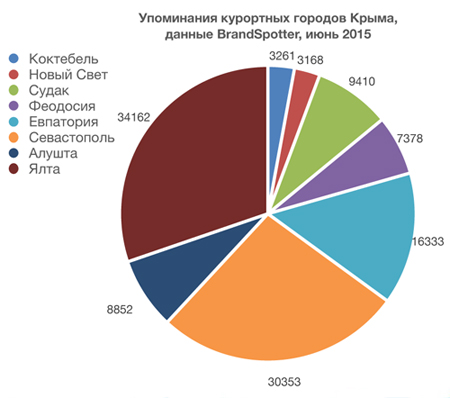 Упоминания курортных городов Крыма,
данные BrandSpotter, июнь 2015
Коктебель
Новый Свет
Судак
Феодосия
Евпатория
Севастополь
Алушта
Ялта
3261
3168
9410
7378
16333
30353
8852
34162